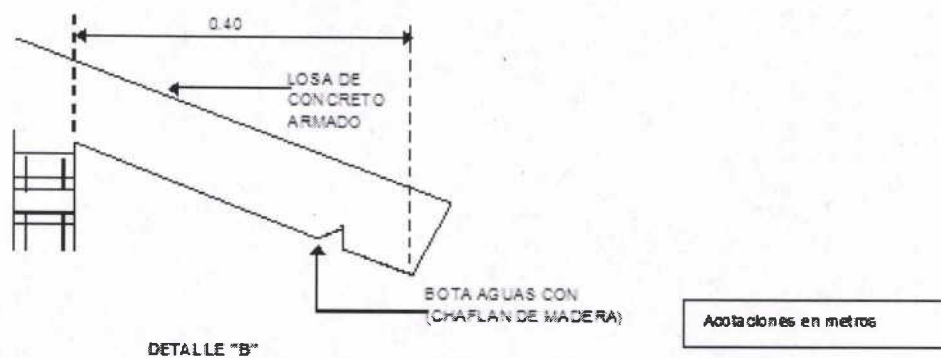 0.40
LOSA DE
CONCRETO
ARMADO
BOTA AGUAS CON
(CHAFLAN DE MADERA)
Acotaciones en metros
DETALLE "B"